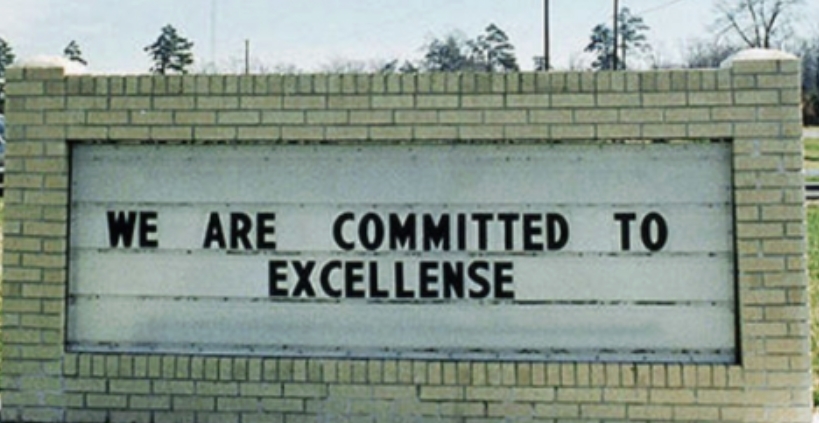 WE ARE COMMITTED TO
EXCELLENSE